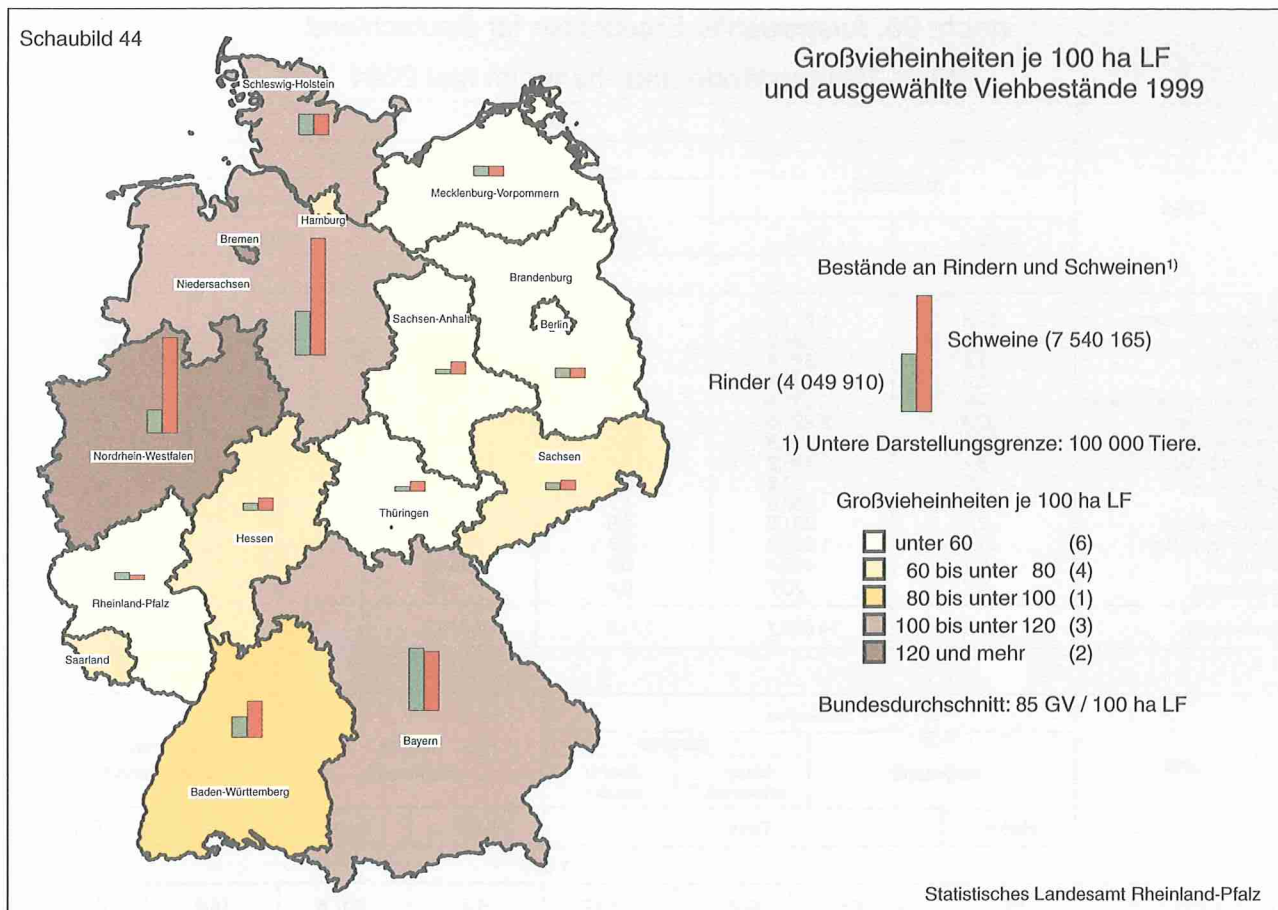 Schaubild 44
Großvieheinheiten je 100 ha LF
und ausgewählte Viehbestände 1999
Schleswig-Holstein
Mecklenburg-Vorpommern
Hamburg
Bremen
Niedersachsen
Brandenburg
Berlin
Sachsen-Anhalt
Nordrhein-Westfalen
Sachsen
Thüringen
Hessen
Rheinland-Pfalz
Saarland
Bayern
Baden-Württemberg
Bestände an Rindern und Schweinen1)
Schweine (7 540 165)
Rinder (4 049 910)
1) Untere Darstellungsgrenze: 100 000 Tiere.
Großvieheinheiten je 100 ha LF
unter 60 (6)
60 bis unter 80 (4)
80 bis unter 100 (1)
100 bis unter 120 (3)
120 und mehr (2)
Bundesdurchschnitt: 85 GV / 100 ha LF
Statistisches Landesamt Rheinland-Pfalz